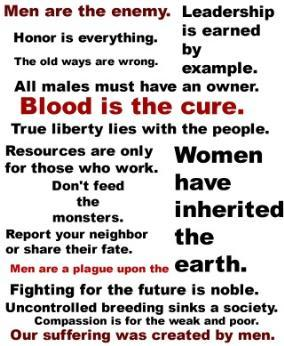 Men are the enemy.
Leadership
is earned
by
example.
Honor is everything.
The old ways are wrong.
All males must have an owner.
Blood is the cure.
True liberty lies with the people.
Resources are only
for those who work.
Women
have
inherited
the
earth.
Don't feed
the
monsters.
Report your neighbor
or share their fate.
Men are a plague upon the
Fighting for the future is noble.
Uncontrolled breeding sinks a society.
Compassion is for the weak and poor.
Our suffering was created by men.